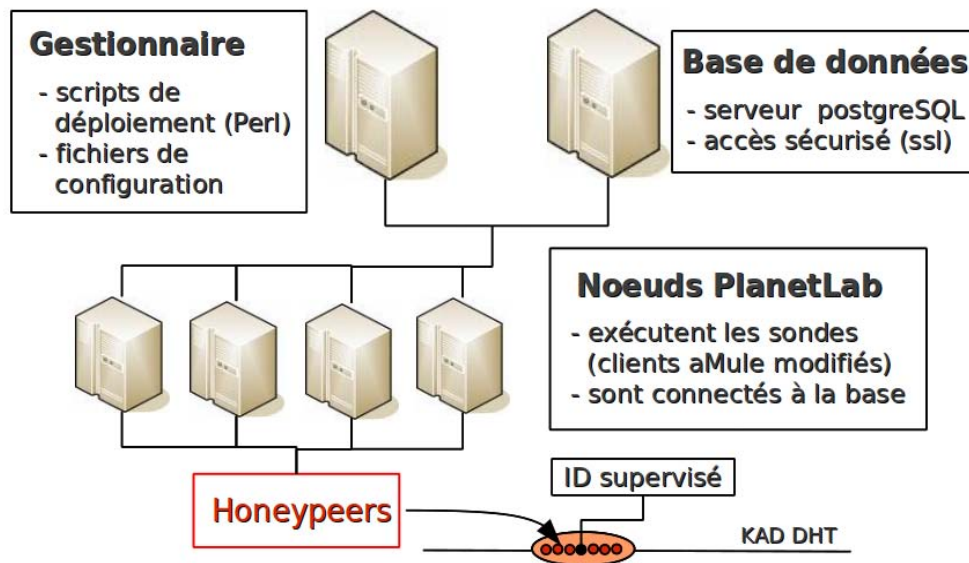 Gestionnaire
- scripts de
déploiement (Perl)
- fichiers de
configuration
Base de données
- serveur postgreSQL
- accès sécurisé (ssl)
Noeuds PlanetLab
- exécutent les sondes
(clients aMule modifiés)
- sont connectés à la base
ID supervisé
Honeypeers
KAD DHT